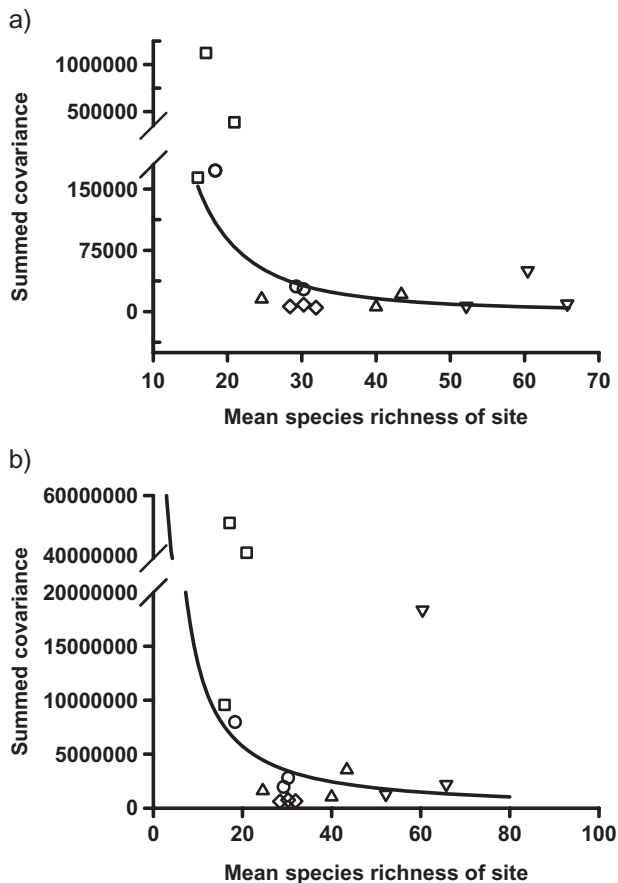 a)
Summed covariance
1000000
500000
150000
75000
0
10 20 30 40 50 60 70
Mean species richness of site
b)
Summed covariance
60000000
40000000
20000000
15000000
10000000
5000000
0
0 20 40 60 80 100
Mean species richness of site